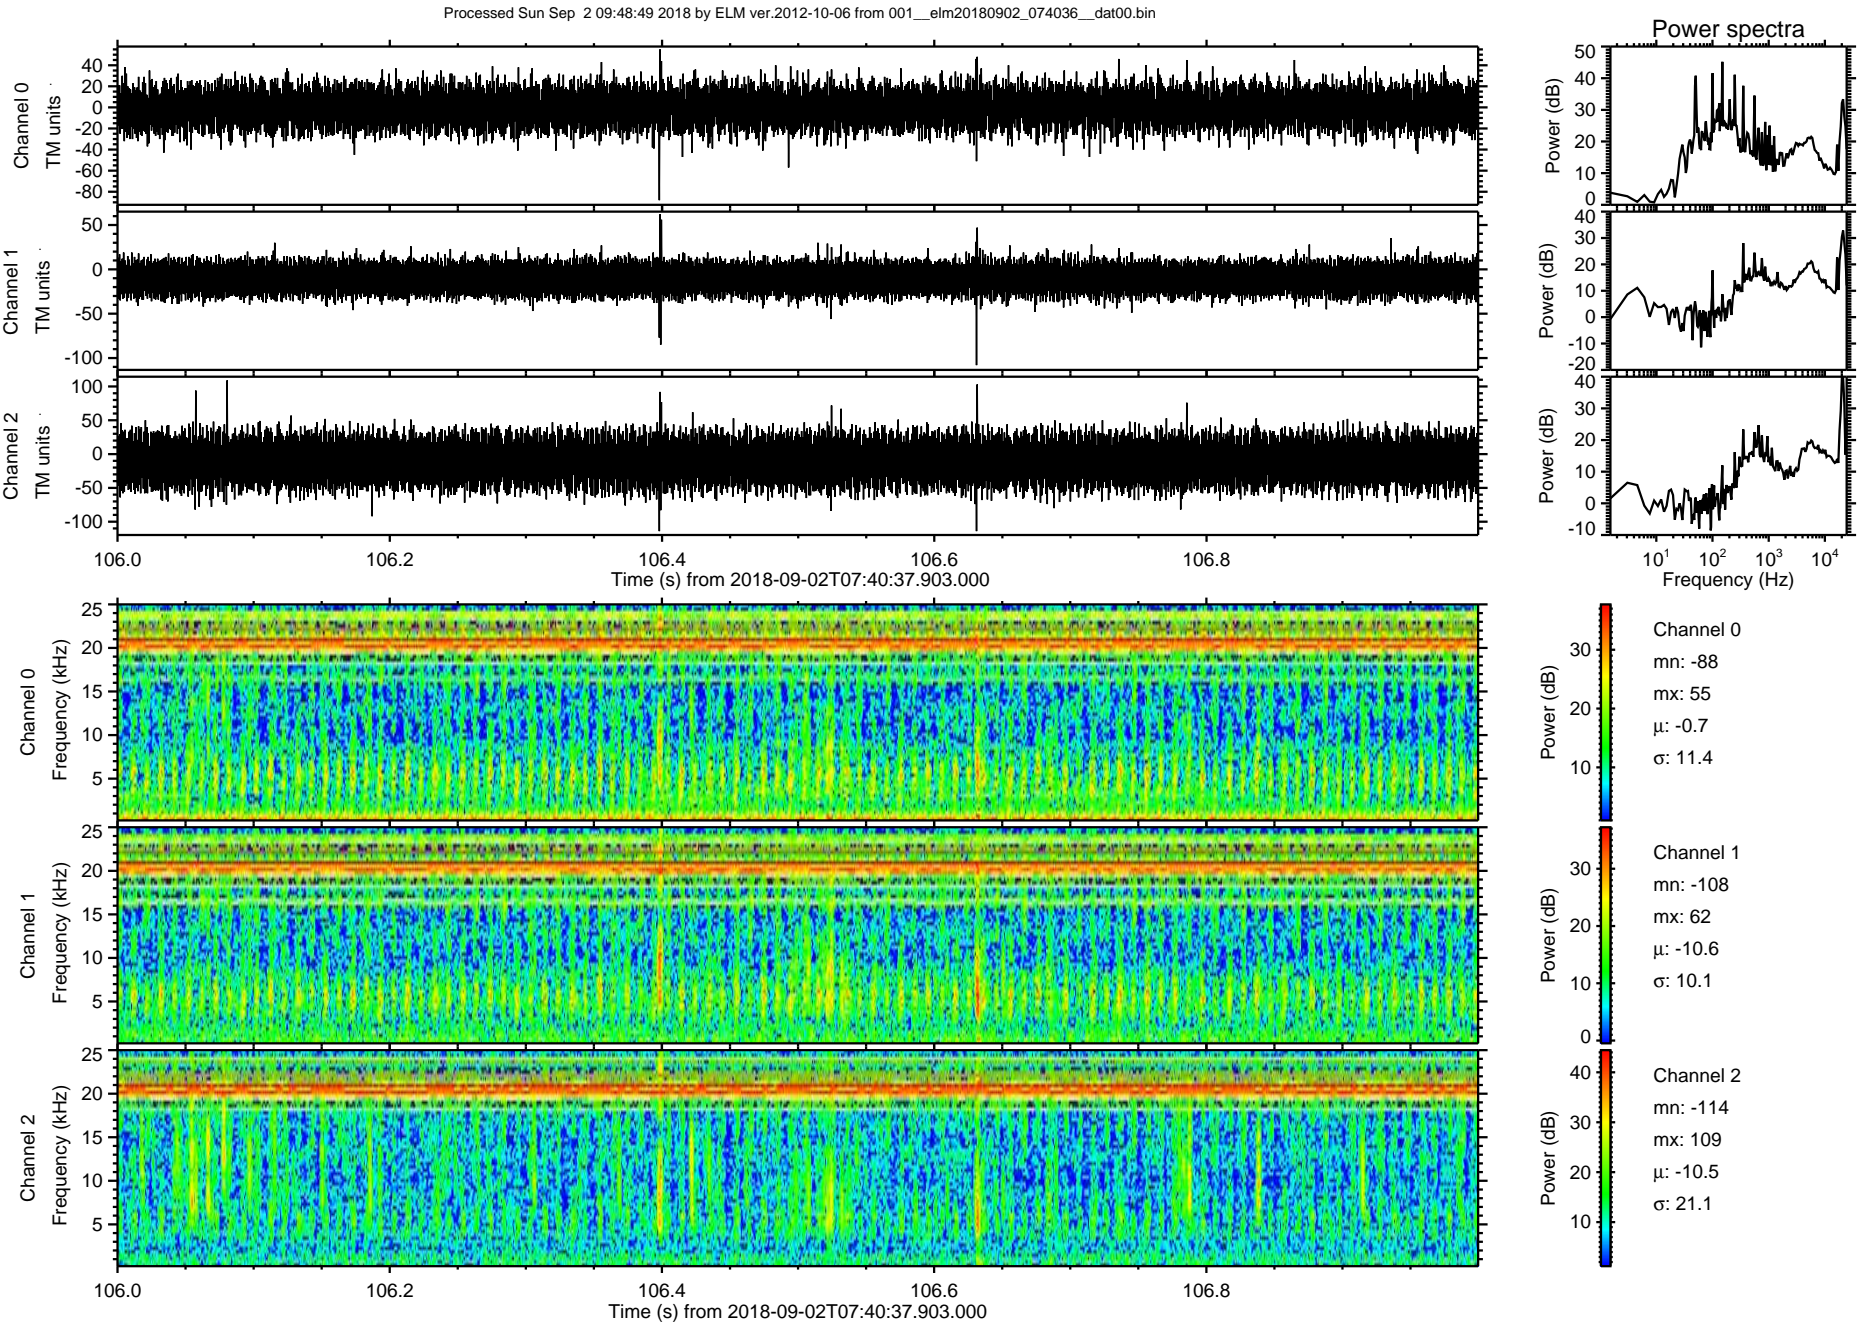 Processed Sun Sep  2 09:48:49 2018 by ELM ver.2012-10-06 from 001__elm20180902_074036__dat00.bin
Power spectra
Channel 0
TM units
40
20
0
-20
-40
-60
-80
Power (dB)
50
40
30
20
10
0
Channel 1
TM units
50
0
-50
-100
Power (dB)
40
30
20
10
0
-10
-20
Channel 2
TM units
100
50
0
-50
-100
Power (dB)
40
30
20
10
0
-10
106.0 106.2 106.4 106.6 106.8
Time (s) from 2018-09-02T07:40:37.903.000
10^1 10^2 10^3 10^4
Frequency (Hz)
Channel 0
Frequency (kHz)
25
20
15
10
5
Power (dB)
30
20
10
Channel 0
mn: -88
mx: 55
μ: -0.7
σ: 11.4
Channel 1
Frequency (kHz)
25
20
15
10
5
Power (dB)
30
20
10
0
Channel 1
mn: -108
mx: 62
μ: -10.6
σ: 10.1
Channel 2
Frequency (kHz)
25
20
15
10
5
Power (dB)
40
30
20
10
Channel 2
mn: -114
mx: 109
μ: -10.5
σ: 21.1
106.0 106.2 106.4 106.6 106.8
Time (s) from 2018-09-02T07:40:37.903.000